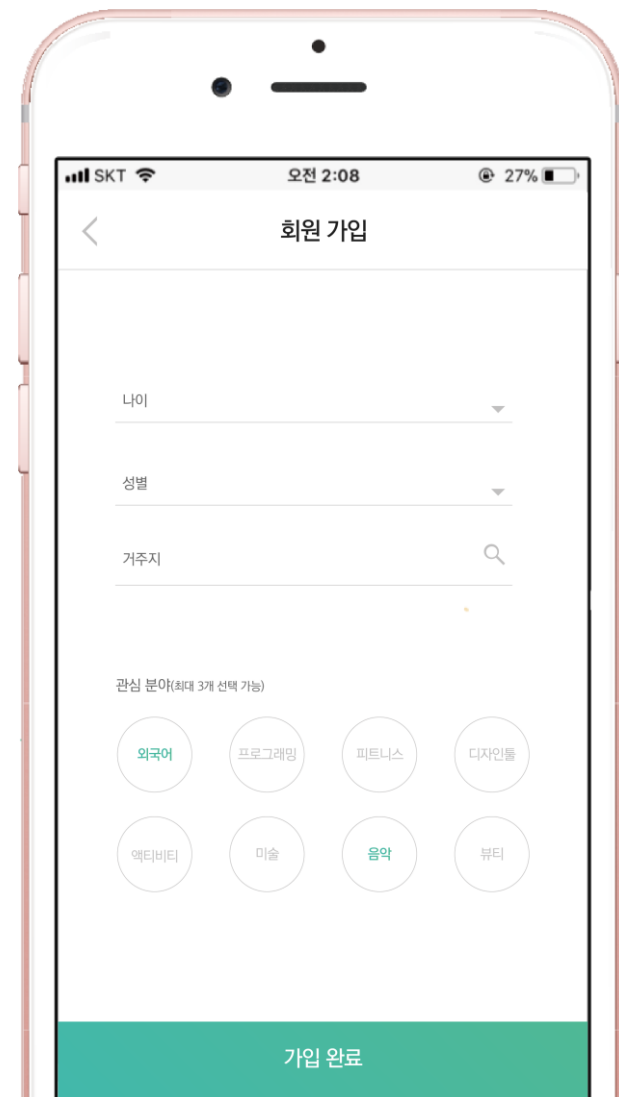 SKT 오전 2:08 27%
회원 가입
나이
성별
거주지
관심 분야(최대 3개 선택 가능)
외국어 프로그래밍 피트니스 디자인툴
액티비티 미술 음악 뷰티
가입 완료